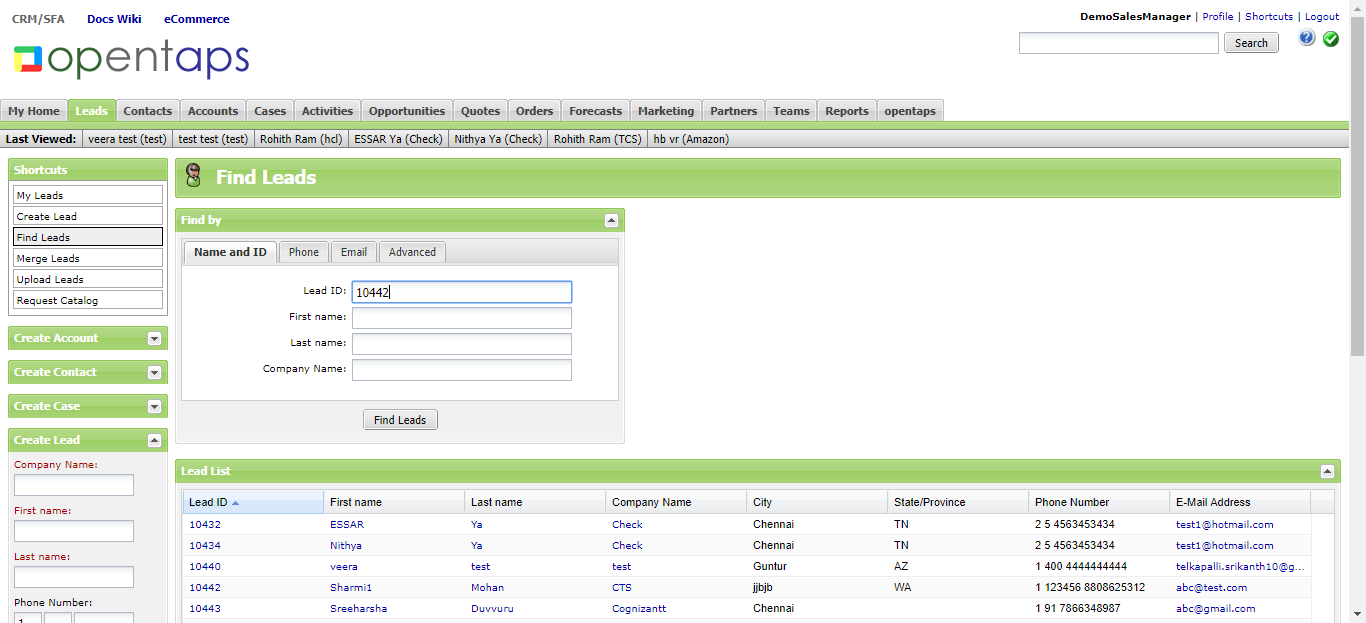 CRM/SFA Docs Wiki eCommerce
DemoSalesManager | Profile | Shortcuts | Logout
opentaps
Search
My Home Leads Contacts Accounts Cases Activities Opportunities Quotes Orders Forecasts Marketing Partners Teams Reports opentaps
Last Viewed: veera test (test) test test (test) Rohith Ram (hcl) ESSAR Ya (Check) Nithya Ya (Check) Rohith Ram (TCS) hb vr (Amazon)
Shortcuts
My Leads
Create Lead
Find Leads
Merge Leads
Upload Leads
Request Catalog
Create Account
Create Contact
Create Case
Create Lead
Company Name:
First name:
Last name:
Phone Number:
1
Find Leads
Find by
Name and ID Phone Email Advanced
Lead ID: 10442
First name:
Last name:
Company Name:
Find Leads
Lead List
Lead ID First name Last name Company Name City State/Province Phone Number E-Mail Address
10432 ESSAR Ya Check Chennai TN 2 5 4563453434 test1@hotmail.com
10434 Nithya Ya Check Chennai TN 2 5 4563453434 test1@hotmail.com
10440 veera test test Guntur AZ 1 400 4444444444 telkapalli.srikanth10@g...
10442 Sharmi1 Mohan CTS jjbjb WA 1 123456 8808625312 abc@test.com
10443 Sreeharsha Duvvuru Cognizantt Chennai 1 91 7866348987 abc@gmail.com